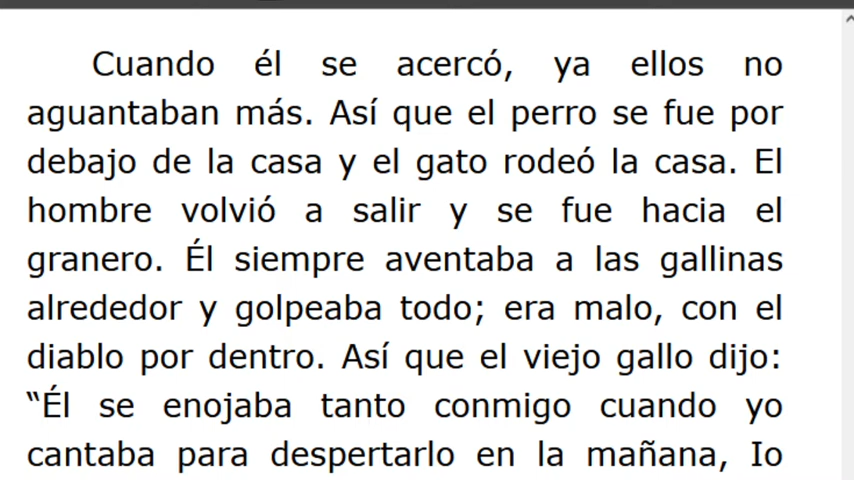 Cuando él se acercó, ya ellos no
aguantaban más. Así que el perro se fue por
debajo de la casa y el gato rodeó la casa. El
hombre volvió a salir y se fue hacia el
granero. Él siempre aventaba a las gallinas
alrededor y golpeaba todo; era malo, con el
diablo por dentro. Así que el viejo gallo dijo:
“Él se enojaba tanto conmigo cuando yo
cantaba para despertarlo en la mañana, Io